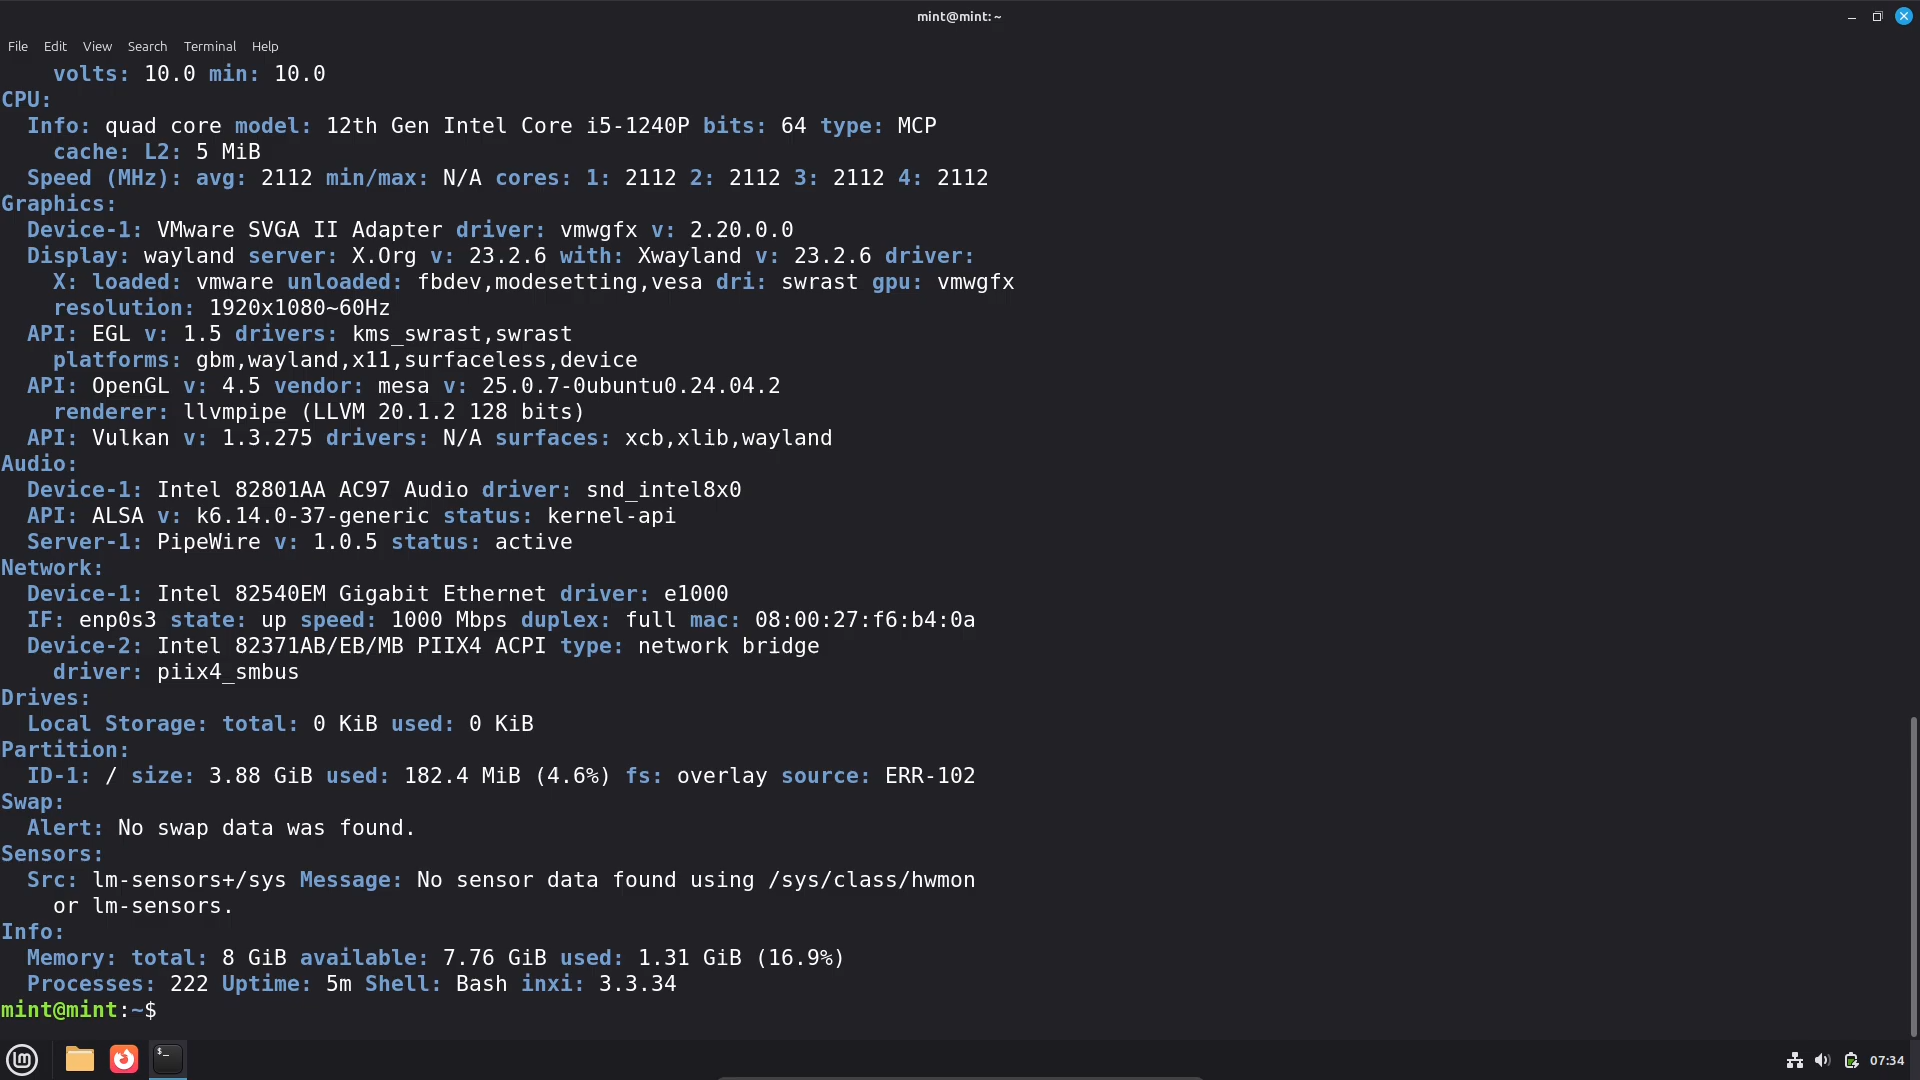 mint@mint: ~
File Edit View Search Terminal Help
volts: 10.0 min: 10.0
CPU:
Info: quad core model: 12th Gen Intel Core i5-1240P bits: 64 type: MCP
cache: L2: 5 MiB
Speed (MHz): avg: 2112 min/max: N/A cores: 1: 2112 2: 2112 3: 2112 4: 2112
Graphics:
Device-1: VMware SVGA II Adapter driver: vmwgfx v: 2.20.0.0
Display: wayland server: X.Org v: 23.2.6 with: Xwayland v: 23.2.6 driver:
X: loaded: vmware unloaded: fbdev,modesetting,vesa dri: swrast gpu: vmwgfx
resolution: 1920x1080~60Hz
API: EGL v: 1.5 drivers: kms_swrast,swrast
platforms: gbm,wayland,x11,surfaceless,device
API: OpenGL v: 4.5 vendor: mesa v: 25.0.7-0ubuntu0.24.04.2
renderer: llvmpipe (LLVM 20.1.2 128 bits)
API: Vulkan v: 1.3.275 drivers: N/A surfaces: xcb,xlib,wayland
Audio:
Device-1: Intel 82801AA AC97 Audio driver: snd_intel8x0
API: ALSA v: k6.14.0-37-generic status: kernel-api
Server-1: PipeWire v: 1.0.5 status: active
Network:
Device-1: Intel 82540EM Gigabit Ethernet driver: e1000
IF: enp0s3 state: up speed: 1000 Mbps duplex: full mac: 08:00:27:f6:b4:0a
Device-2: Intel 82371AB/EB/MB PIIX4 ACPI type: network bridge
driver: piix4_smbus
Drives:
Local Storage: total: 0 KiB used: 0 KiB
Partition:
ID-1: / size: 3.88 GiB used: 182.4 MiB (4.6%) fs: overlay source: ERR-102
Swap:
Alert: No swap data was found.
Sensors:
Src: lm-sensors+/sys Message: No sensor data found using /sys/class/hwmon
or lm-sensors.
Info:
Memory: total: 8 GiB available: 7.76 GiB used: 1.31 GiB (16.9%)
Processes: 222 Uptime: 5m Shell: Bash inxi: 3.3.34
mint@mint:~$
07:34